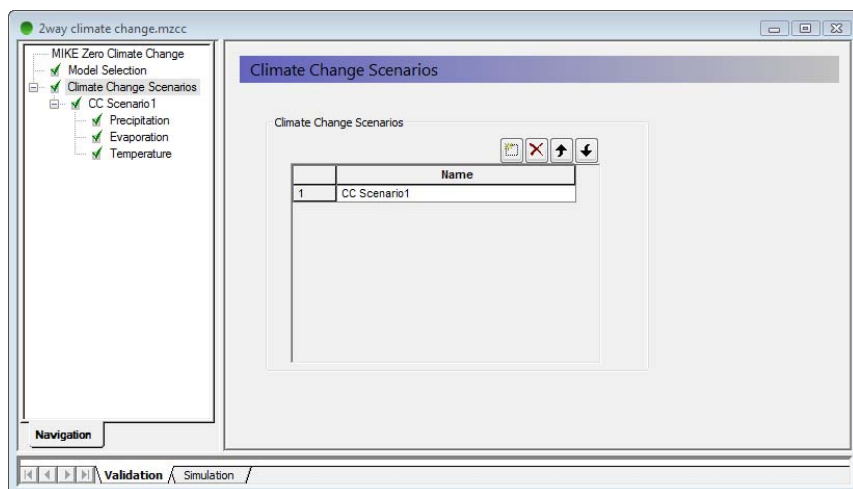 2way climate change.mzcc
MIKE Zero Climate Change
Model Selection
Climate Change Scenarios
CC Scenario1
Precipitation
Evaporation
Temperature
Navigation
Climate Change Scenarios
Climate Change Scenarios
Name
1 CC Scenario1
Validation Simulation